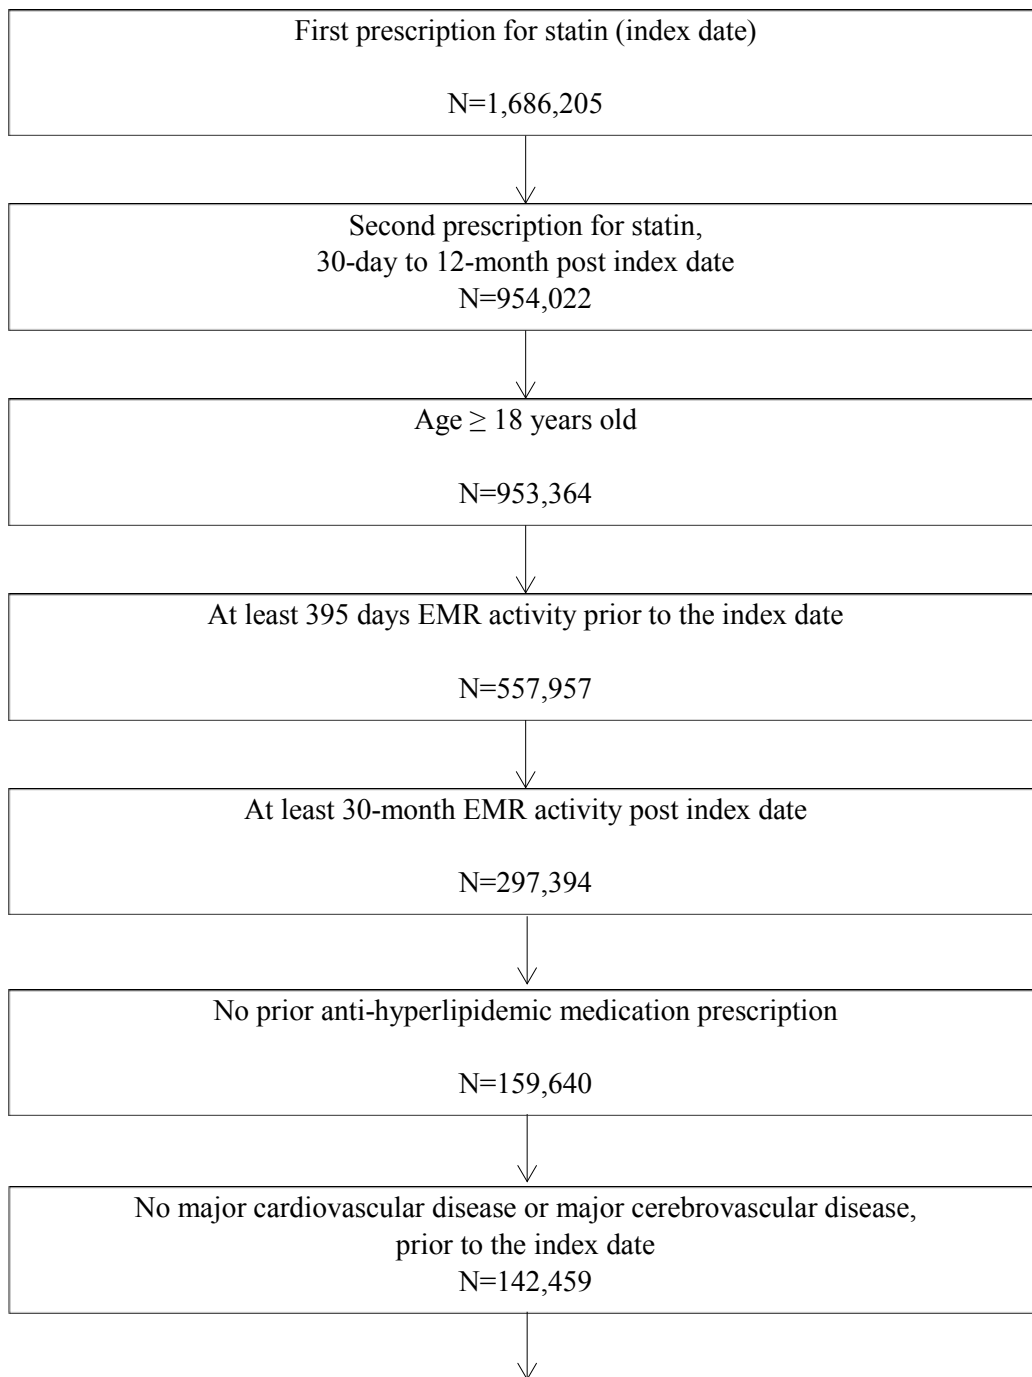 First prescription for statin (index date)
N=1,686,205
Second prescription for statin,
30-day to 12-month post index date
N=954,022
Age ≥ 18 years old
N=953,364
At least 395 days EMR activity prior to the index date
N=557,957
At least 30-month EMR activity post index date
N=297,394
No prior anti-hyperlipidemic medication prescription
N=159,640
No major cardiovascular disease or major cerebrovascular disease,
prior to the index date
N=142,459